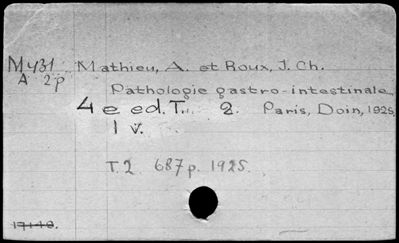 M431 Mathieu, A. et Roux, J. Ch.
A 2p
Pathologie gastro-intestinale
4e ed. T. 2. Paris, Doin, 1925.
1 v.
T. 2. 687 p. 1925.
17148.